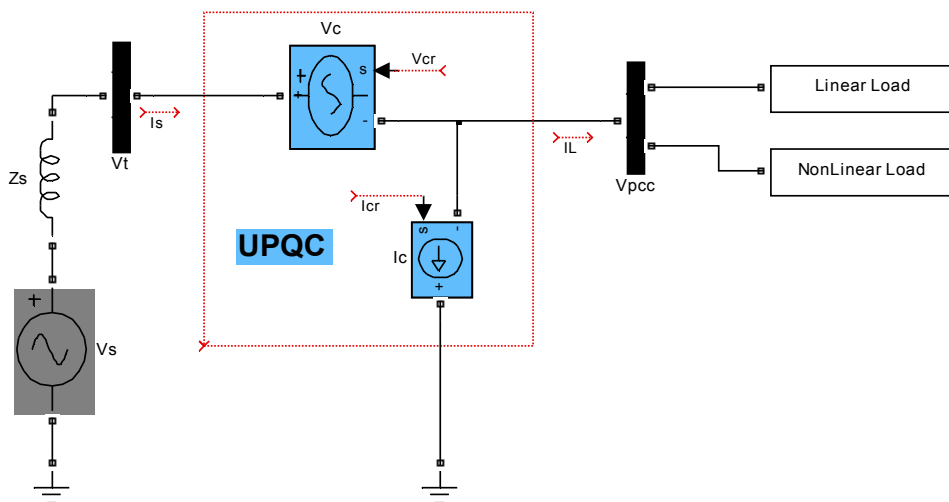 Vc
s
Vcr
+
+
-
Is
Vt
IL
Vpcc
Linear Load
NonLinear Load
Zs
Icr
s
-
Ic
+
UPQC
+
Vs